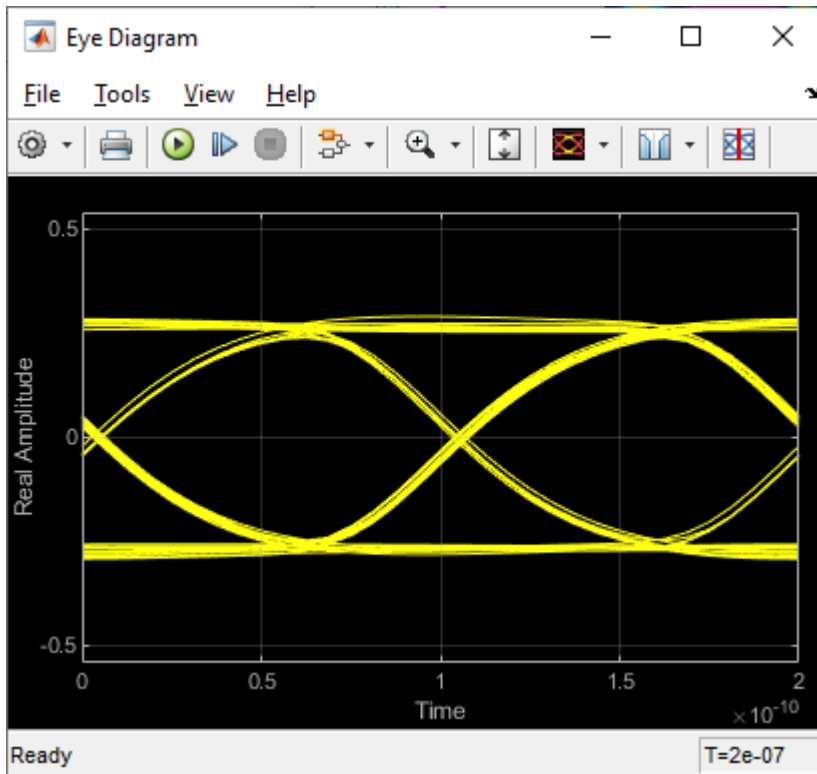 Eye Diagram
File Tools View Help
0.5
0
-0.5
Real Amplitude
0 0.5 1 1.5 2
Time
×10^-10
Ready T=2e-07